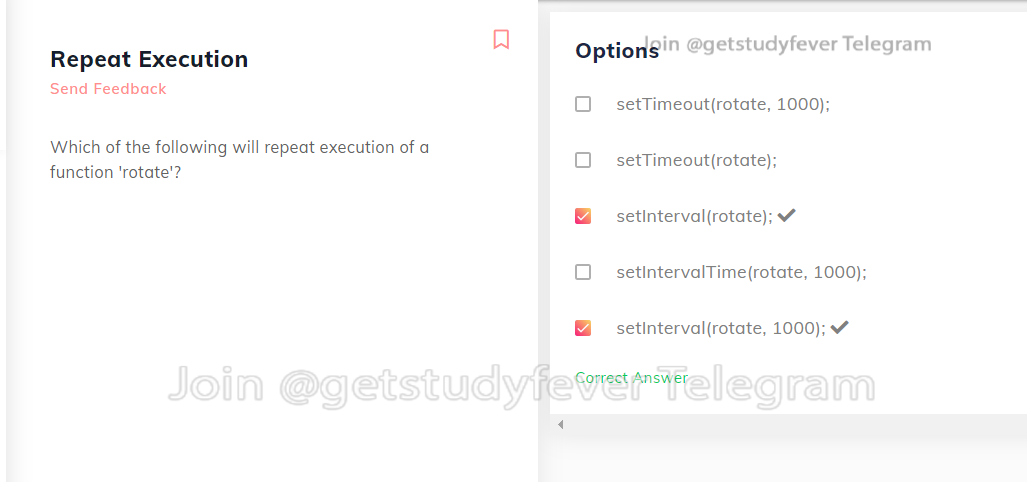 Repeat Execution
Send Feedback
Which of the following will repeat execution of a
function 'rotate'?
Join @getstudyfever Telegram
Options
setTimeout(rotate, 1000);
setTimeout(rotate);
setInterval(rotate);
setIntervalTime(rotate, 1000);
setInterval(rotate, 1000);
Correct Answer
Join @getstudyfever Telegram